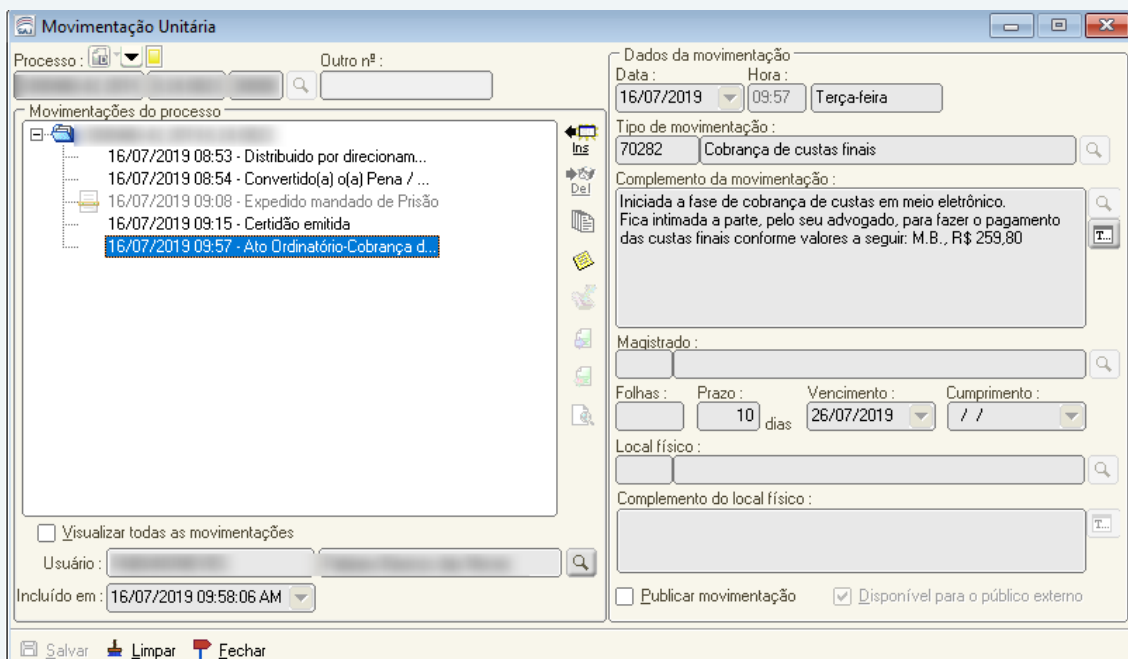 Movimentação Unitária
Processo :
Outro nº :
Movimentações do processo
16/07/2019 08:53 - Distribuido por direcionam...
16/07/2019 08:54 - Convertido(a) o(a) Pena / ...
16/07/2019 09:08 - Expedido mandado de Prisão
16/07/2019 09:15 - Certidão emitida
16/07/2019 09:57 - Ato Ordinatório-Cobrança d...
Ins
Del
Visualizar todas as movimentações
Usuário :
Incluído em : 16/07/2019 09:58:06 AM
Dados da movimentação
Data : Hora :
16/07/2019 09:57 Terça-feira
Tipo de movimentação :
70282 Cobrança de custas finais
Complemento da movimentação :
Iniciada a fase de cobrança de custas em meio eletrônico.
Fica intimada a parte, pelo seu advogado, para fazer o pagamento
das custas finais conforme valores a seguir: M.B., R$ 259,80
T...
Magistrado :
Folhas : Prazo : Vencimento : Cumprimento :
10 dias 26/07/2019 / /
Local físico :
Complemento do local físico :
T...
Publicar movimentação Disponível para o público externo
Salvar Limpar Fechar